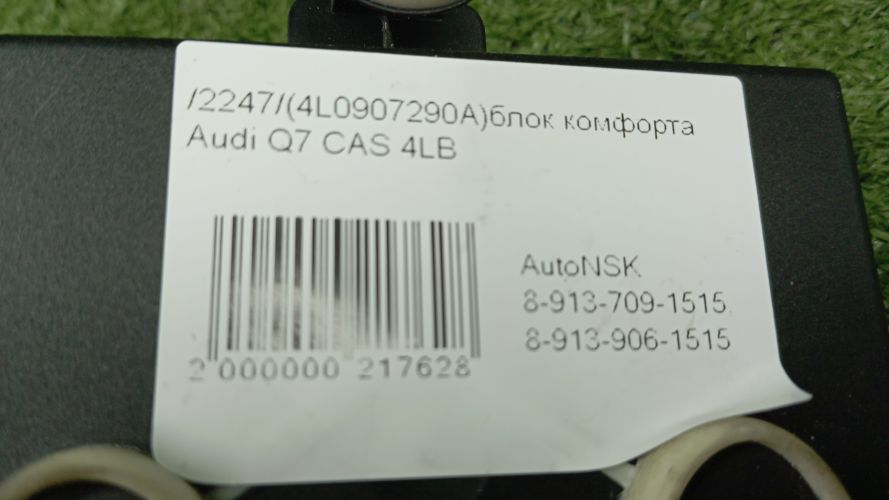 /2247/(4L0907290A)блок комфорта
Audi Q7 CAS 4LB
AutoNSK
8-913-709-1515,
8-913-906-1515
2 000000 217628